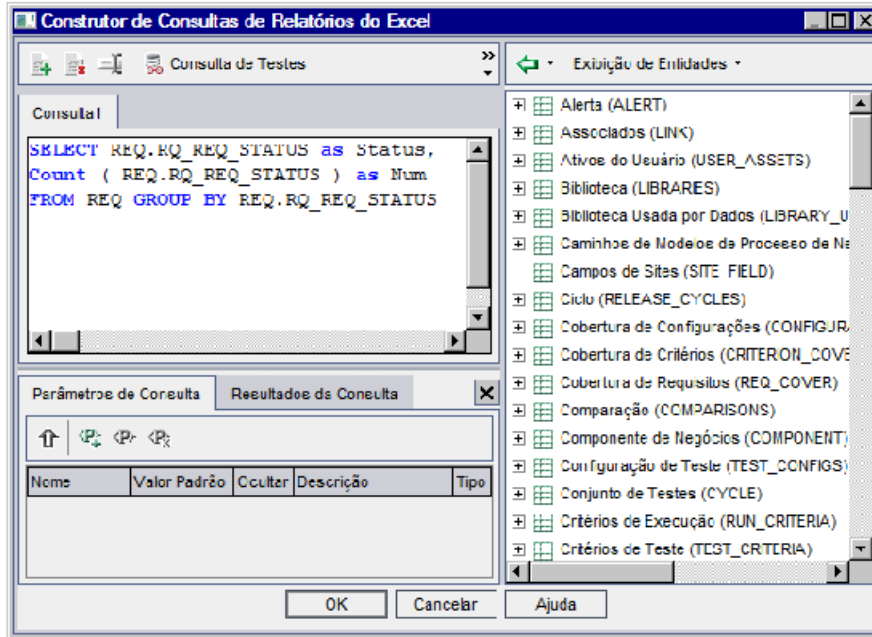 Construtor de Consultas de Relatórios do Excel
Consulta de Testes
Consulta1
SELECT REQ.RQ_REQ_STATUS as Status,
Count ( REQ.RQ_REQ_STATUS ) as Num
FROM REQ GROUP BY REQ.RQ_REQ_STATUS
Parâmetros de Consulta
Resultados da Consulta
Nome Valor Padrão Ocultar Descrição Tipo
Exibição de Entidades
Alerta (ALERT)
Associados (LINK)
Ativos do Usuário (USER_ASSETS)
Biblioteca (LIBRARIES)
Biblioteca Usada por Dados (LIBRARY_U
Caminhos de Modelos de Processo de Ne
Campos de Sites (SITE_FIELD)
Ciclo (RELEASE_CYCLES)
Cobertura de Configurações (CONFIGUR
Cobertura de Critérios (CRITERION_COVE
Cobertura de Requisitos (REQ_COVER)
Comparação (COMPARISONS)
Componente de Negócios (COMPONENT)
Configuração de Teste (TEST_CONFIGS)
Conjunto de Testes (CYCLE)
Critérios de Execução (RUN_CRITERIA)
Critérios de Teste (TEST_CRITERIA)
OK Cancelar Ajuda